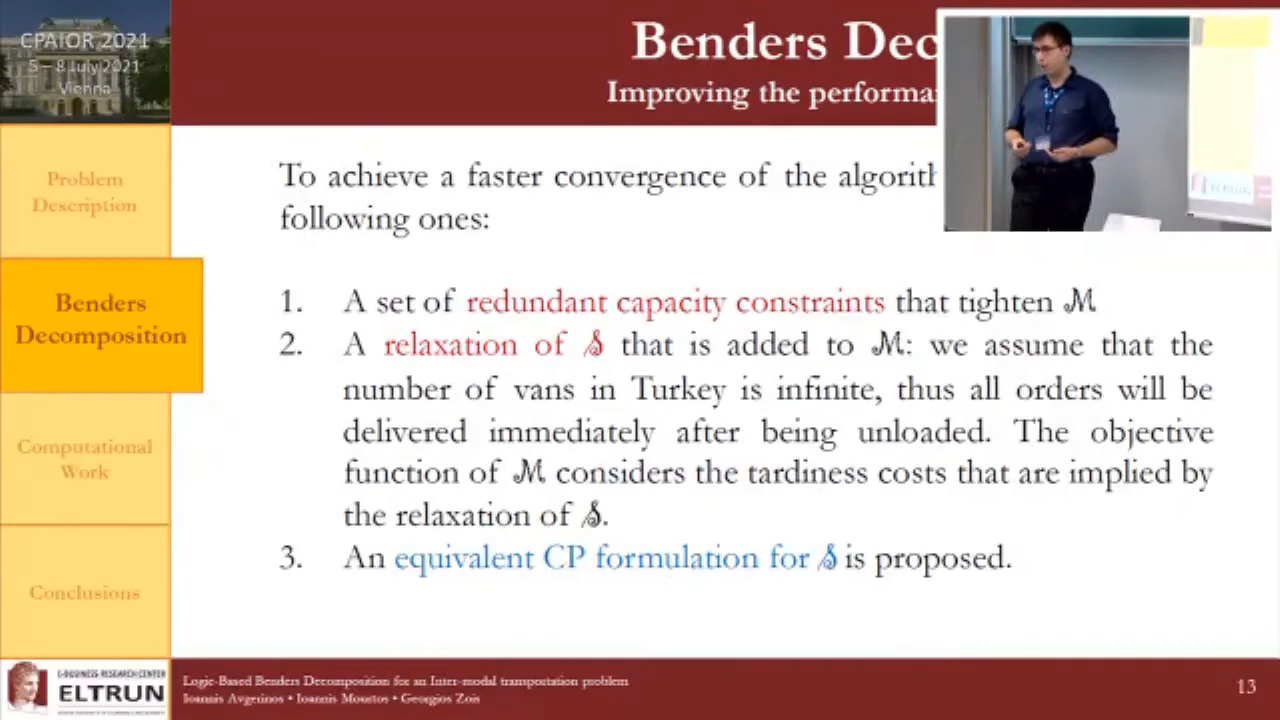 CPAIOR 2021
5 – 8 July 2021
Vienna
Benders Dec
Improving the performa
Problem
Description
Benders
Decomposition
Computational
Work
Conclusions
To achieve a faster convergence of the algorith
following ones:
1. A set of redundant capacity constraints that tighten ℳ
2. A relaxation of 𝒮 that is added to ℳ: we assume that the
number of vans in Turkey is infinite, thus all orders will be
delivered immediately after being unloaded. The objective
function of ℳ considers the tardiness costs that are implied by
the relaxation of 𝒮.
3. An equivalent CP formulation for 𝒮 is proposed.
E-BUSINESS RESEARCH CENTER
ELTRUN
Logic-Based Benders Decomposition for an Inter-modal transportation problem
Ioannis Avgerinos • Ioannis Mourtos • Georgios Zois
13
ELTRUN